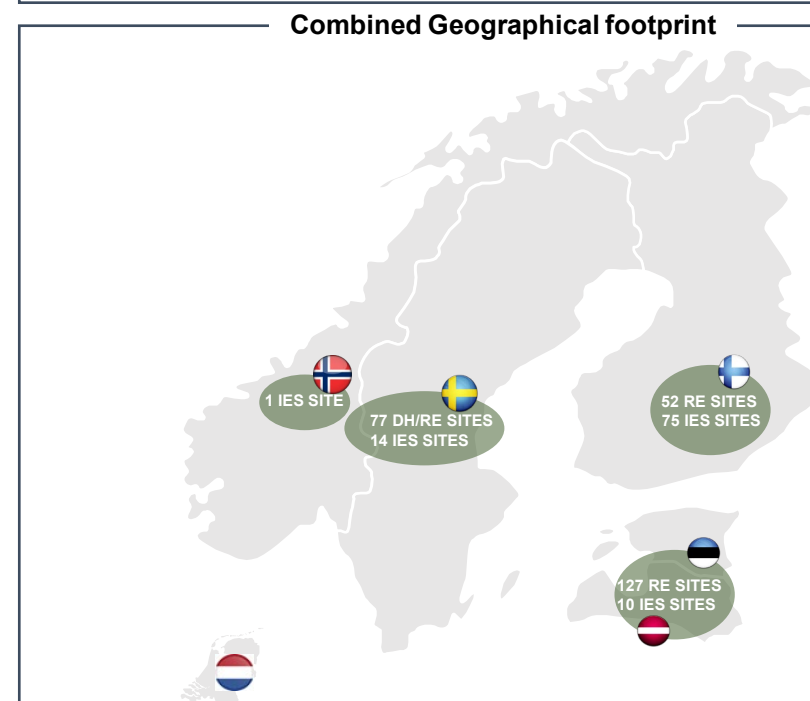 Combined Geographical footprint
1 IES SITE
77 DH/RE SITES
14 IES SITES
52 RE SITES
75 IES SITES
127 RE SITES
10 IES SITES